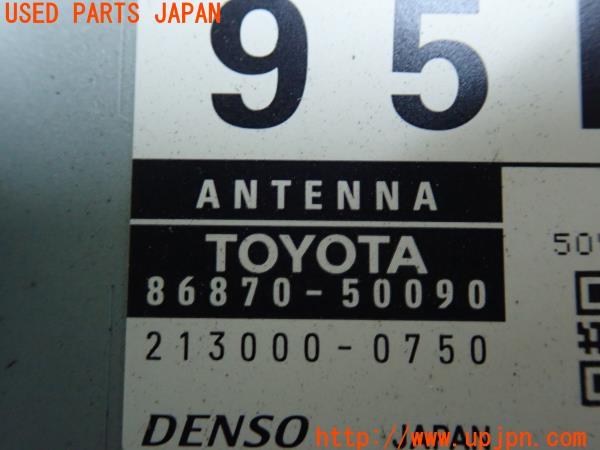 USED PARTS JAPAN
95
ANTENNA
TOYOTA
86870-50090
213000-0750
DENSO JAPAN
http://www.upjpn.com